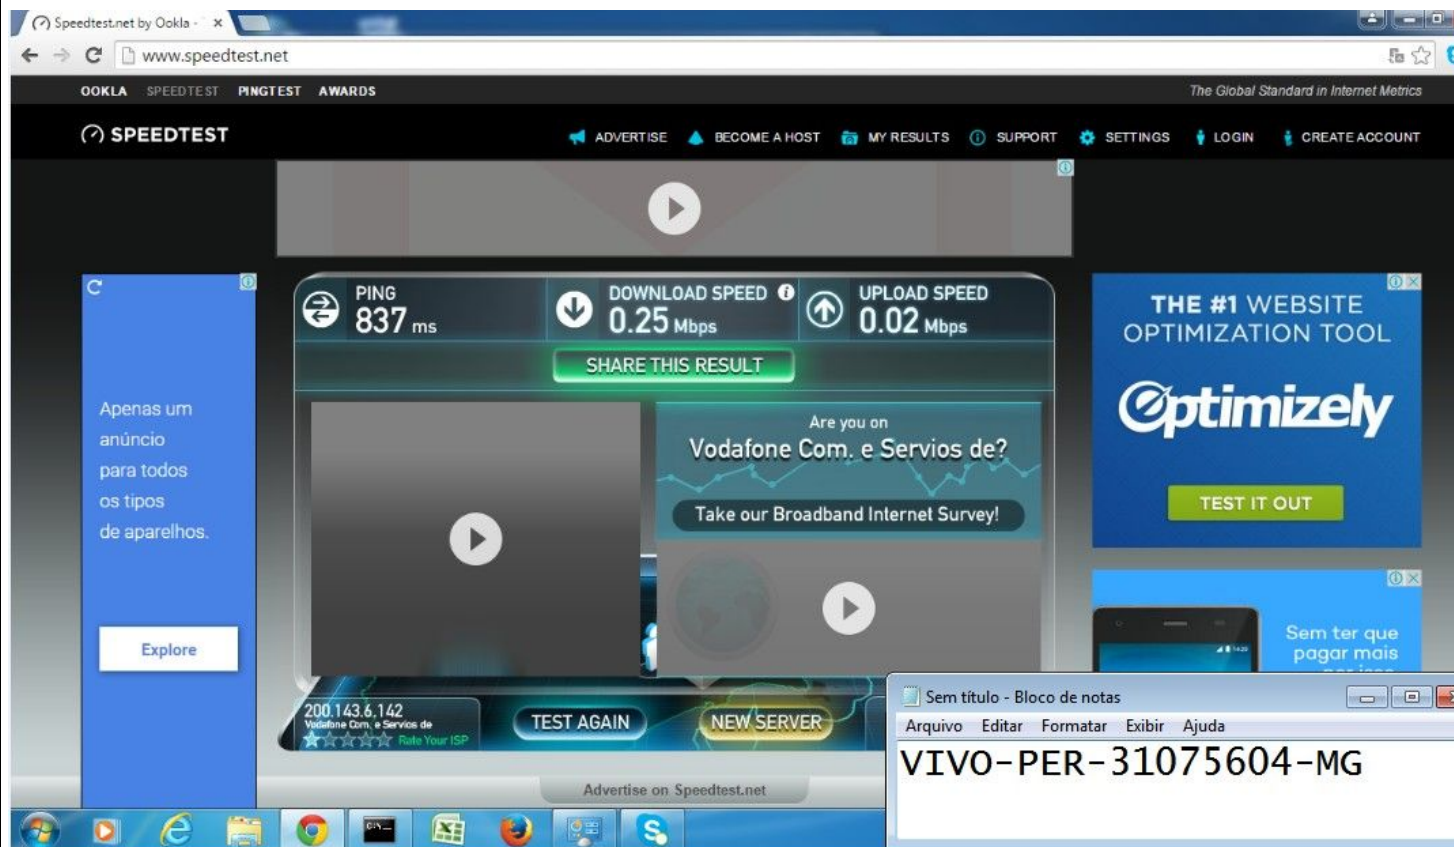 Speedtest.net by Ookla -
www.speedtest.net
OOKLA SPEEDTEST PINGTEST AWARDS
The Global Standard in Internet Metrics
SPEEDTEST
ADVERTISE BECOME A HOST MY RESULTS SUPPORT SETTINGS LOGIN CREATE ACCOUNT
PING
837 ms
DOWNLOAD SPEED
0.25 Mbps
UPLOAD SPEED
0.02 Mbps
SHARE THIS RESULT
Apenas um
anúncio
para todos
os tipos
de aparelhos.
Explore
Are you on
Vodafone Com. e Servios de?
Take our Broadband Internet Survey!
THE #1 WEBSITE
OPTIMIZATION TOOL
Optimizely
TEST IT OUT
Sem ter que
pagar mais
200.143.6.142
Vodafone Com. e Servios de
Rate Your ISP
TEST AGAIN
NEW SERVER
Advertise on Speedtest.net
Sem título - Bloco de notas
Arquivo Editar Formatar Exibir Ajuda
VIVO-PER-31075604-MG